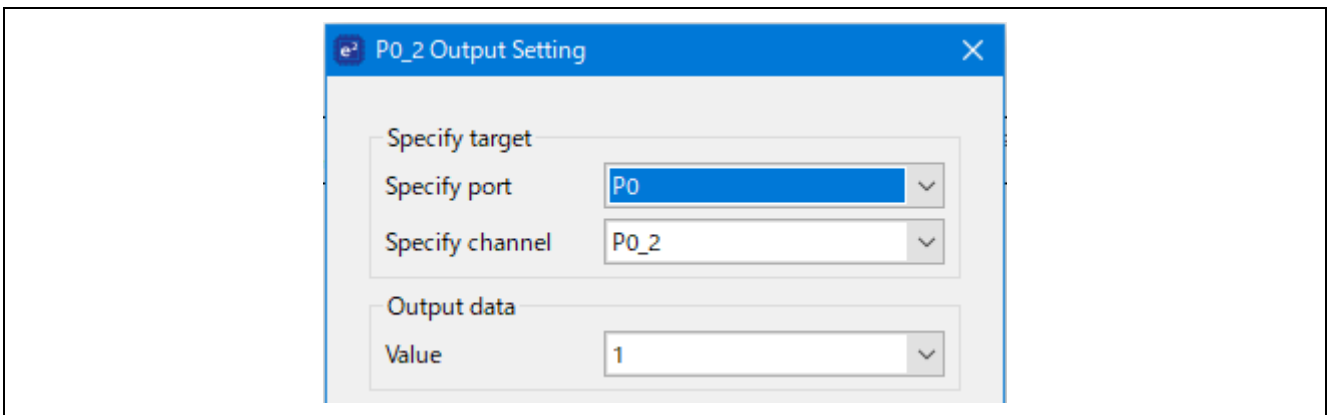 e² P0_2 Output Setting
Specify target
Specify port P0
Specify channel P0_2
Output data
Value 1